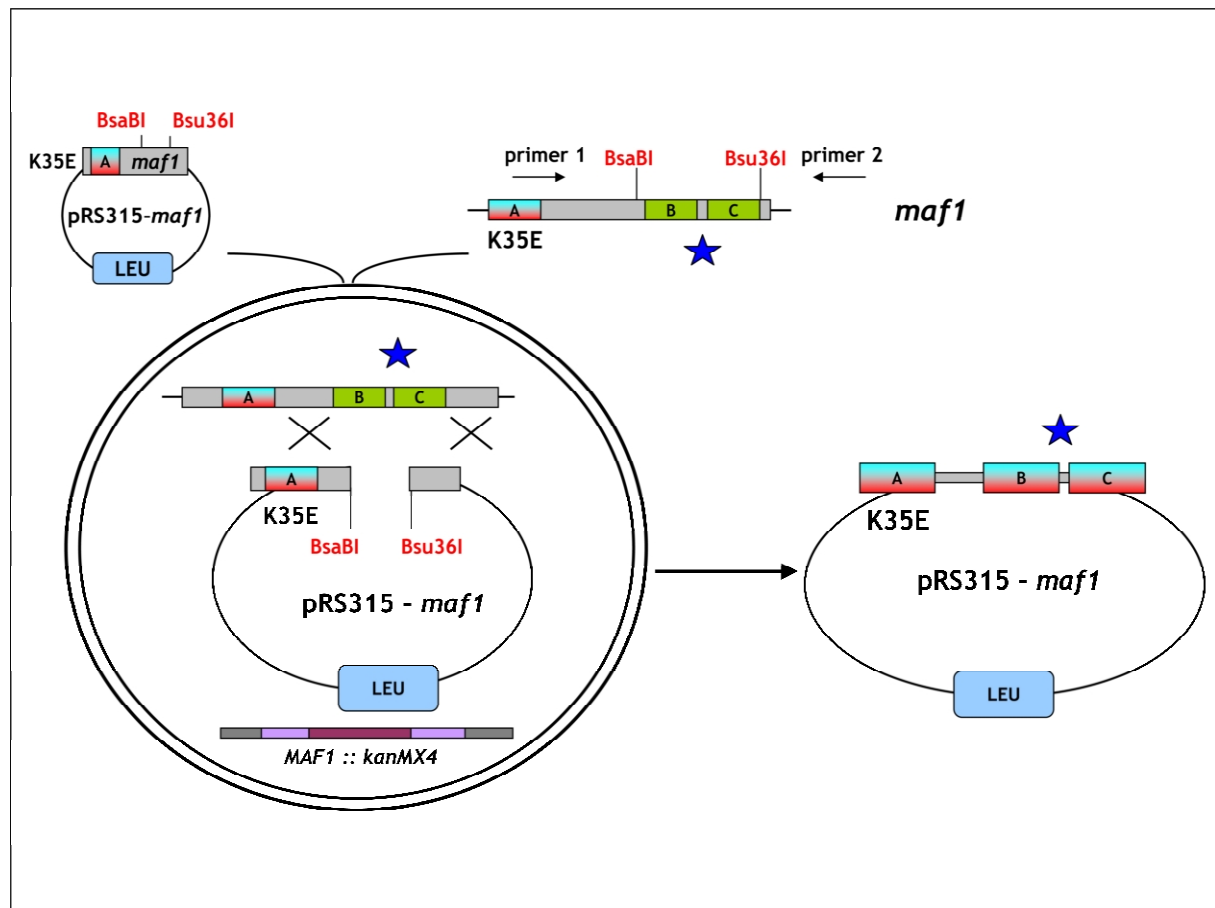 BsaBI Bsu36I
K35E A maf1
pRS315-maf1
LEU
primer 1 BsaBI Bsu36I primer 2
A B C
K35E
maf1
A B C
A
K35E
BsaBI Bsu36I
pRS315 - maf1
LEU
MAF1 :: kanMX4
A B C
K35E
pRS315 - maf1
LEU